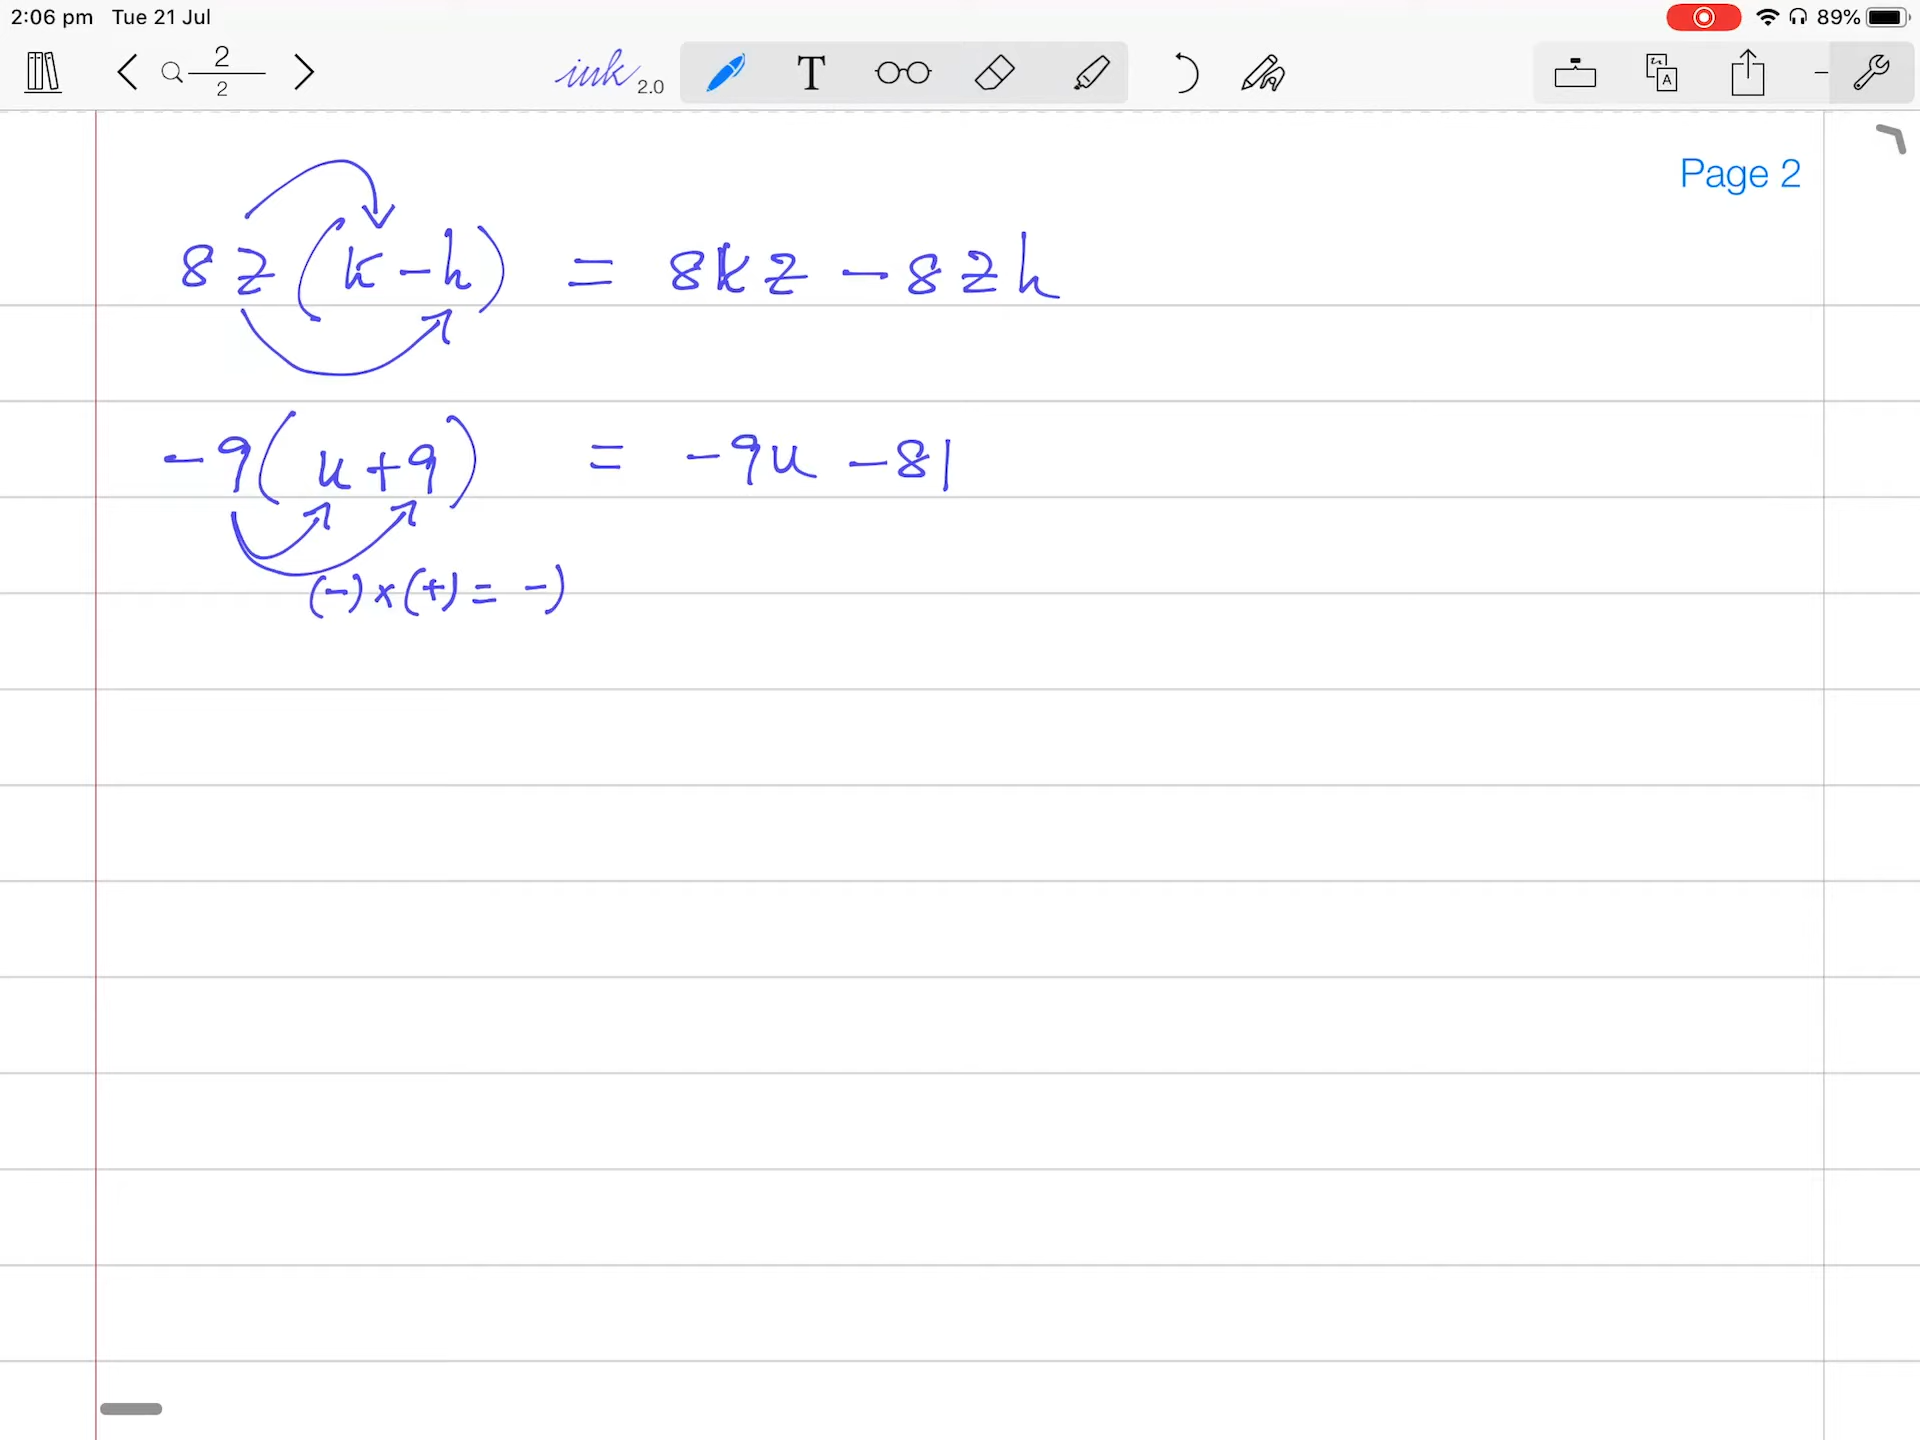 2:06 pm Tue 21 Jul 89%
2
2
ink 2.0 T A
Page 2
8z(k-h) = 8kz - 8zh
-9(u+9) = -9u - 81
(-)×(+) = -)